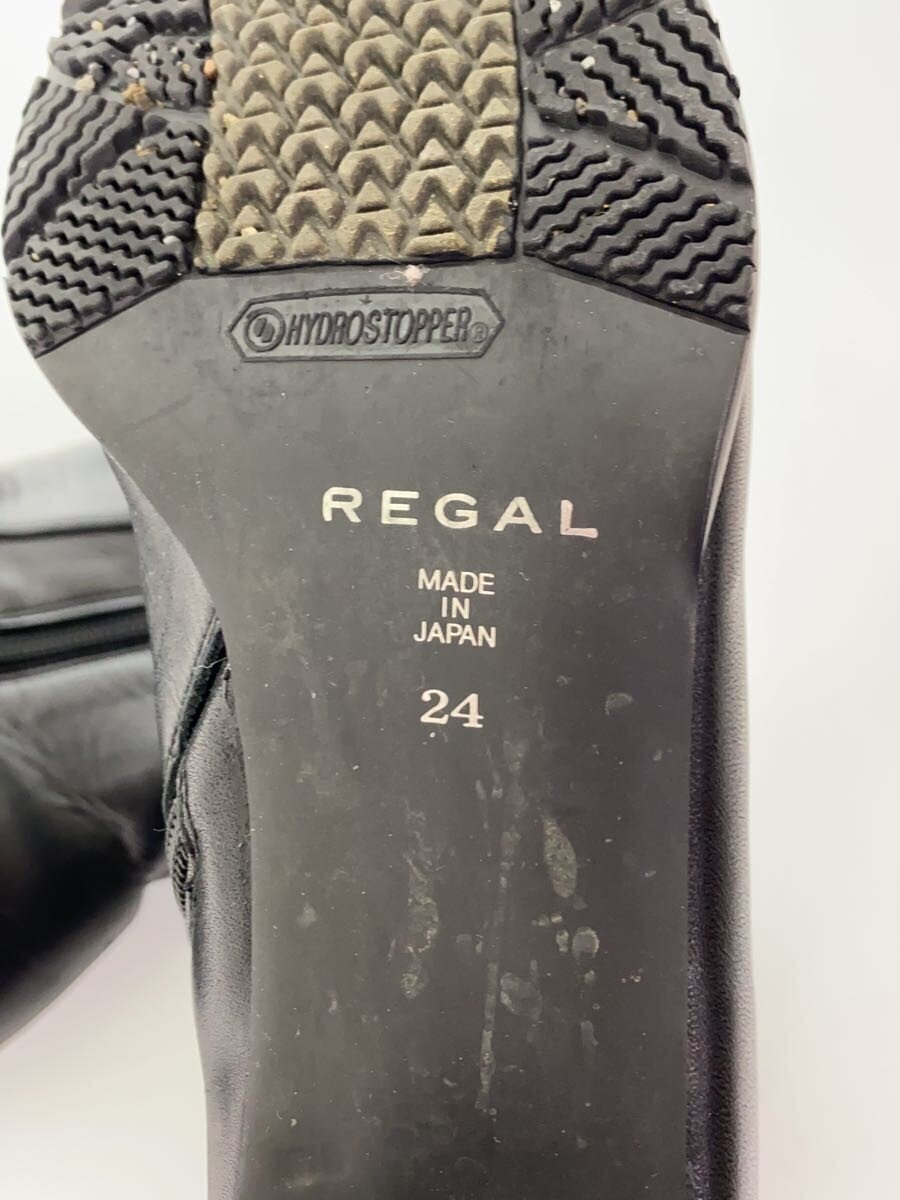 HYDROSTOPPER®
REGAL
MADE
IN
JAPAN
24